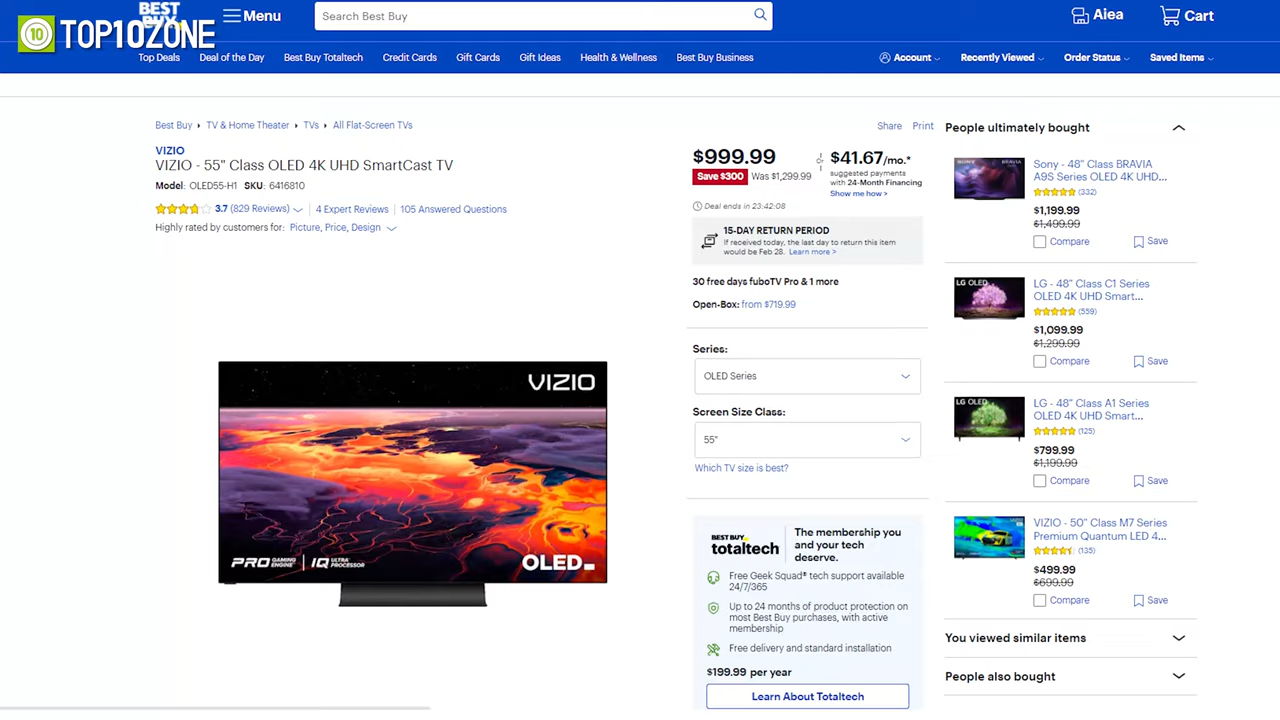 BEST BUY
Menu
Search Best Buy
Aiea
Cart
10
TOP10ZONE
Top Deals
Deal of the Day
Best Buy Totaltech
Credit Cards
Gift Cards
Gift Ideas
Health & Wellness
Best Buy Business
Account
Recently Viewed
Order Status
Saved Items
Best Buy
TV & Home Theater
TVs
All Flat-Screen TVs
Share
Print
VIZIO
VIZIO - 55" Class OLED 4K UHD SmartCast TV
Model: OLED55-H1 SKU: 6416810
3.7 (829 Reviews)
4 Expert Reviews
105 Answered Questions
Highly rated by customers for: Picture, Price, Design
VIZIO
PRO GAMING ENGINE
IQ ULTRA PROCESSOR
OLED
$999.99
Save $300 Was $1,299.99
or
$41.67/mo.*
suggested payments
with 24-Month Financing
Show me how >
Deal ends in 23:42:08
15-DAY RETURN PERIOD
If received today, the last day to return this item
would be Feb 28. Learn more >
30 free days fuboTV Pro & 1 more
Open-Box: from $719.99
Series:
OLED Series
Screen Size Class:
55"
Which TV size is best?
BEST BUY
totaltech
The membership you
and your tech
deserve.
Free Geek Squad® tech support available
24/7/365
Up to 24 months of product protection on
most Best Buy purchases, with active
membership
Free delivery and standard installation
$199.99 per year
Learn About Totaltech
People ultimately bought
SONY BRAVIA
Sony - 48" Class BRAVIA
A9S Series OLED 4K UHD...
(332)
$1,199.99
$1,499.99
Compare
Save
LG OLED
LG - 48" Class C1 Series
OLED 4K UHD Smart...
(559)
$1,099.99
$1,299.99
Compare
Save
LG OLED
LG - 48" Class A1 Series
OLED 4K UHD Smart...
(125)
$799.99
$1,199.99
Compare
Save
VIZIO - 50" Class M7 Series
Premium Quantum LED 4...
(135)
$499.99
$699.99
Compare
Save
You viewed similar items
People also bought